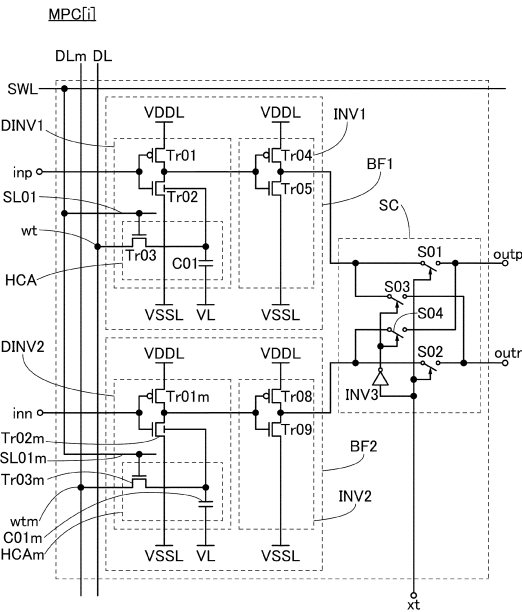 MPC[i]
DLm DL
SWL
VDDL VDDL
DINV1 INV1
Tr01 Tr04
inp BF1
Tr02 Tr05
SL01 SC
wt S01 outp
Tr03 C01
HCA S03
VSSL VL VSSL S04
DINV2 VDDL VDDL S02 outn
Tr01m Tr08 INV3
inn
Tr02m Tr09
SL01m BF2
Tr03m
wtm INV2
C01m
HCAm VSSL VL VSSL
xt